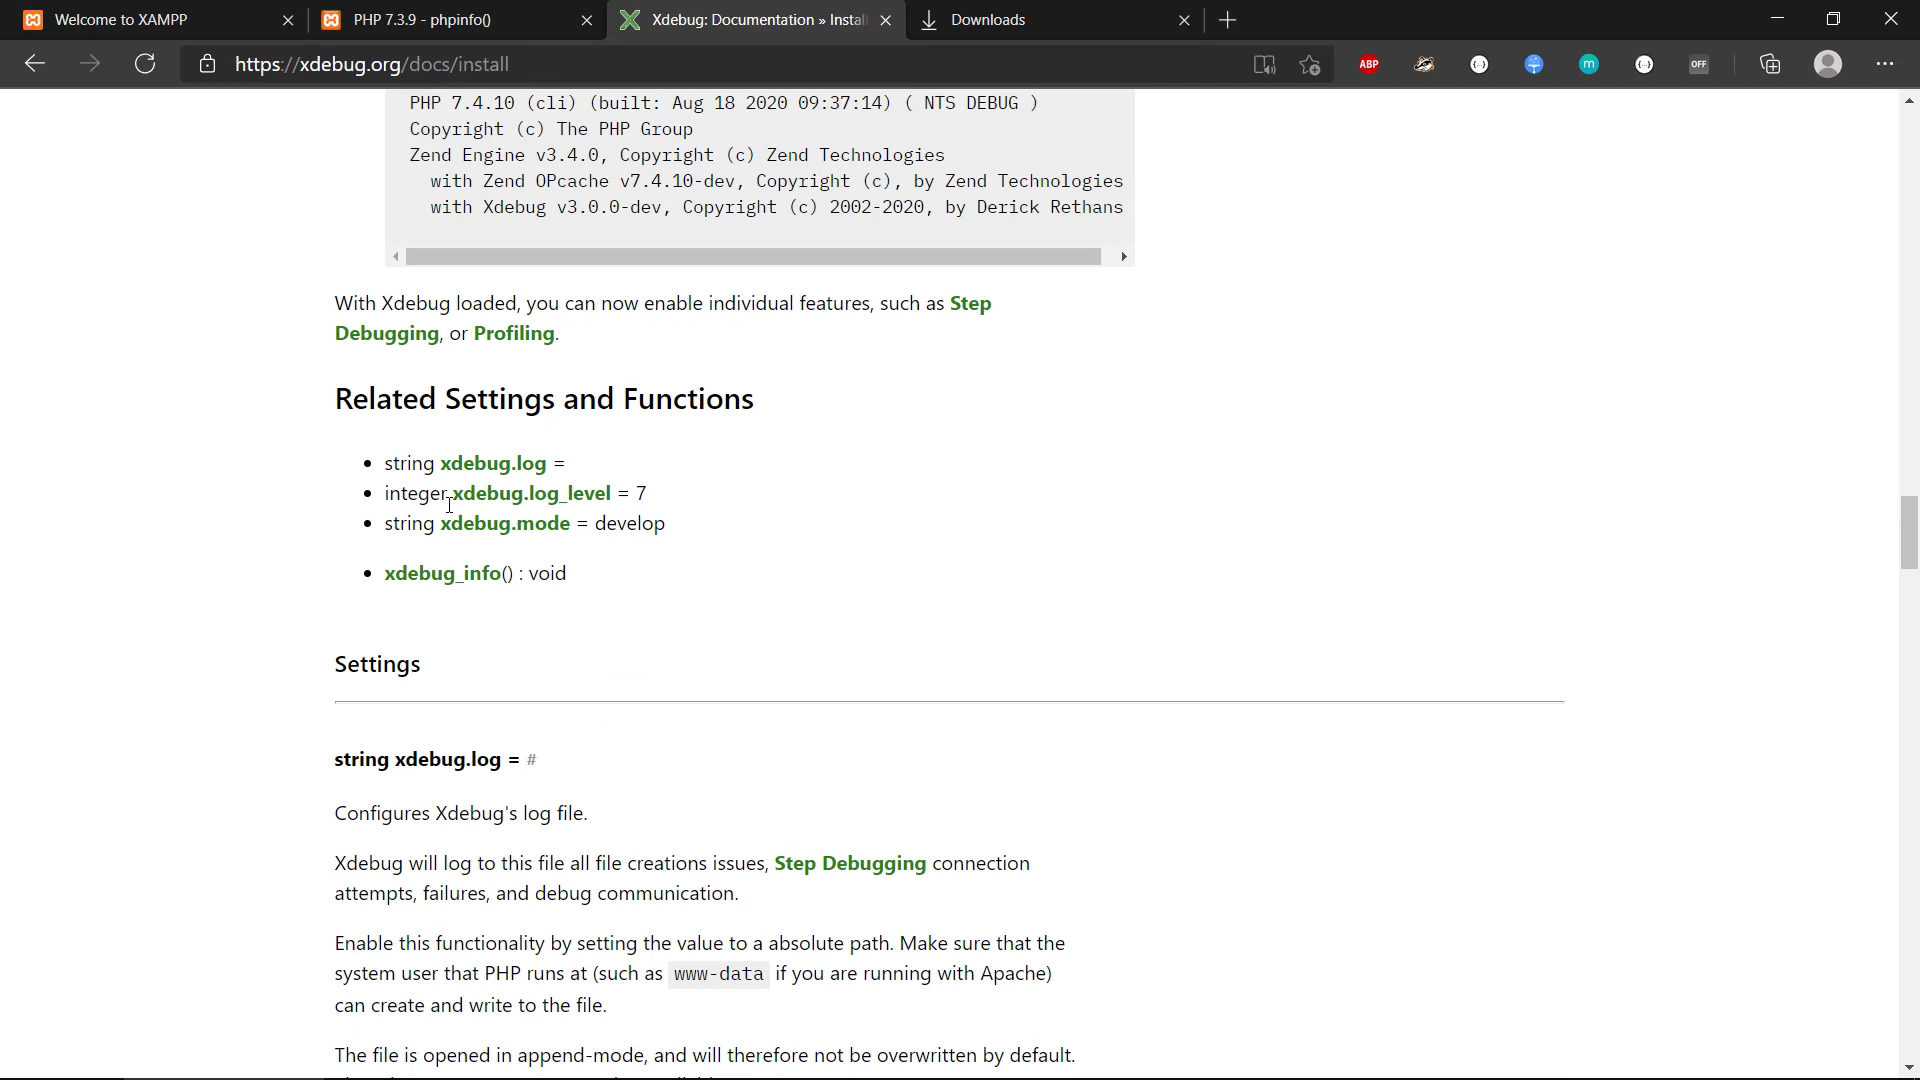 Welcome to XAMPP
PHP 7.3.9 - phpinfo()
Xdebug: Documentation » Instal
Downloads
https://xdebug.org/docs/install
ABP
m
OFF
PHP 7.4.10 (cli) (built: Aug 18 2020 09:37:14) ( NTS DEBUG )
Copyright (c) The PHP Group
Zend Engine v3.4.0, Copyright (c) Zend Technologies
with Zend OPcache v7.4.10-dev, Copyright (c), by Zend Technologies
with Xdebug v3.0.0-dev, Copyright (c) 2002-2020, by Derick Rethans
With Xdebug loaded, you can now enable individual features, such as Step
Debugging, or Profiling.
Related Settings and Functions
• string xdebug.log =
• integer xdebug.log_level = 7
• string xdebug.mode = develop
• xdebug_info() : void
Settings
string xdebug.log = #
Configures Xdebug's log file.
Xdebug will log to this file all file creations issues, Step Debugging connection
attempts, failures, and debug communication.
Enable this functionality by setting the value to a absolute path. Make sure that the
system user that PHP runs at (such as www-data if you are running with Apache)
can create and write to the file.
The file is opened in append-mode, and will therefore not be overwritten by default.